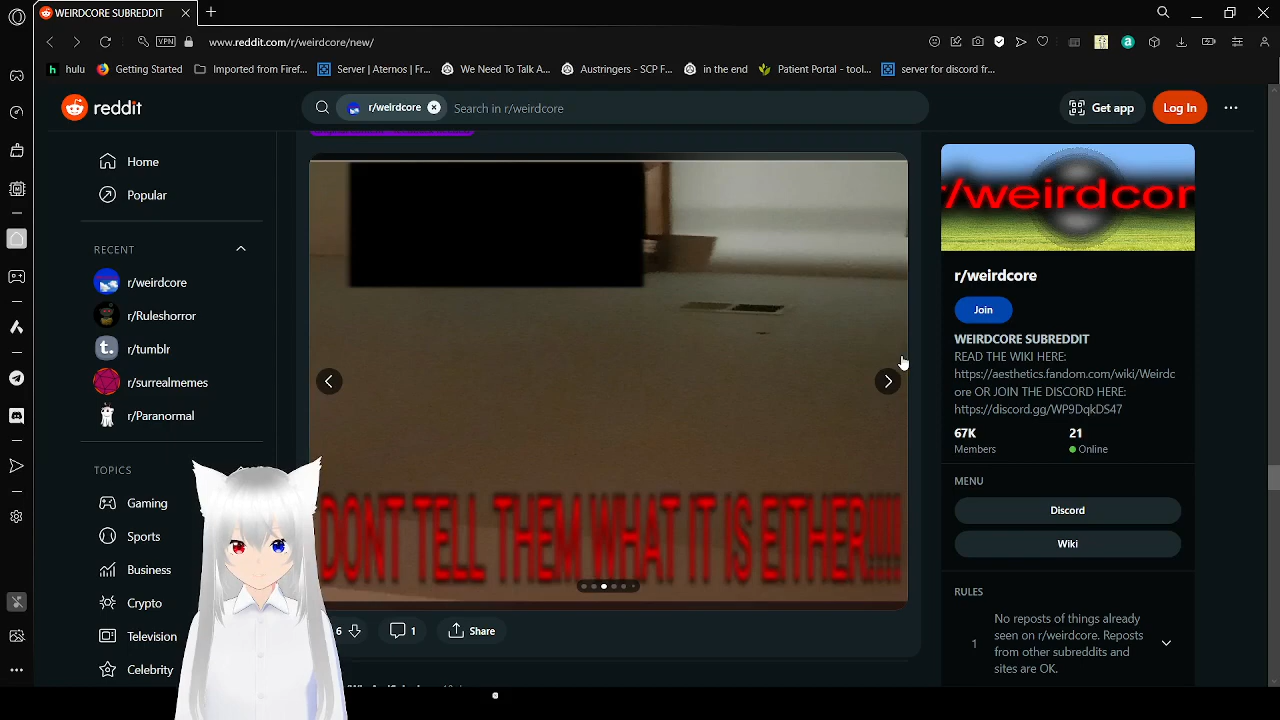 WEIRDCORE SUBREDDIT
VPN
www.reddit.com/r/weirdcore/new/
hulu
Getting Started
Imported from Firef...
Server | Aternos | Fr...
We Need To Talk A...
Austringers - SCP F...
in the end
Patient Portal - tool...
server for discord fr...
reddit
r/weirdcore
Search in r/weirdcore
Get app
Log In
Home
Popular
RECENT
r/weirdcore
r/Ruleshorror
r/tumblr
r/surrealmemes
r/Paranormal
TOPICS
Gaming
Sports
Business
Crypto
Television
Celebrity
DONT TELL THEM WHAT IT IS EITHER!!!!
6
1
Share
r/weirdcor
r/weirdcore
Join
WEIRDCORE SUBREDDIT
READ THE WIKI HERE:
https://aesthetics.fandom.com/wiki/Weirdc
ore OR JOIN THE DISCORD HERE:
https://discord.gg/WP9DqkDS47
67K
21
Members
Online
MENU
Discord
Wiki
RULES
1
No reposts of things already
seen on r/weirdcore. Reposts
from other subreddits and
sites are OK.